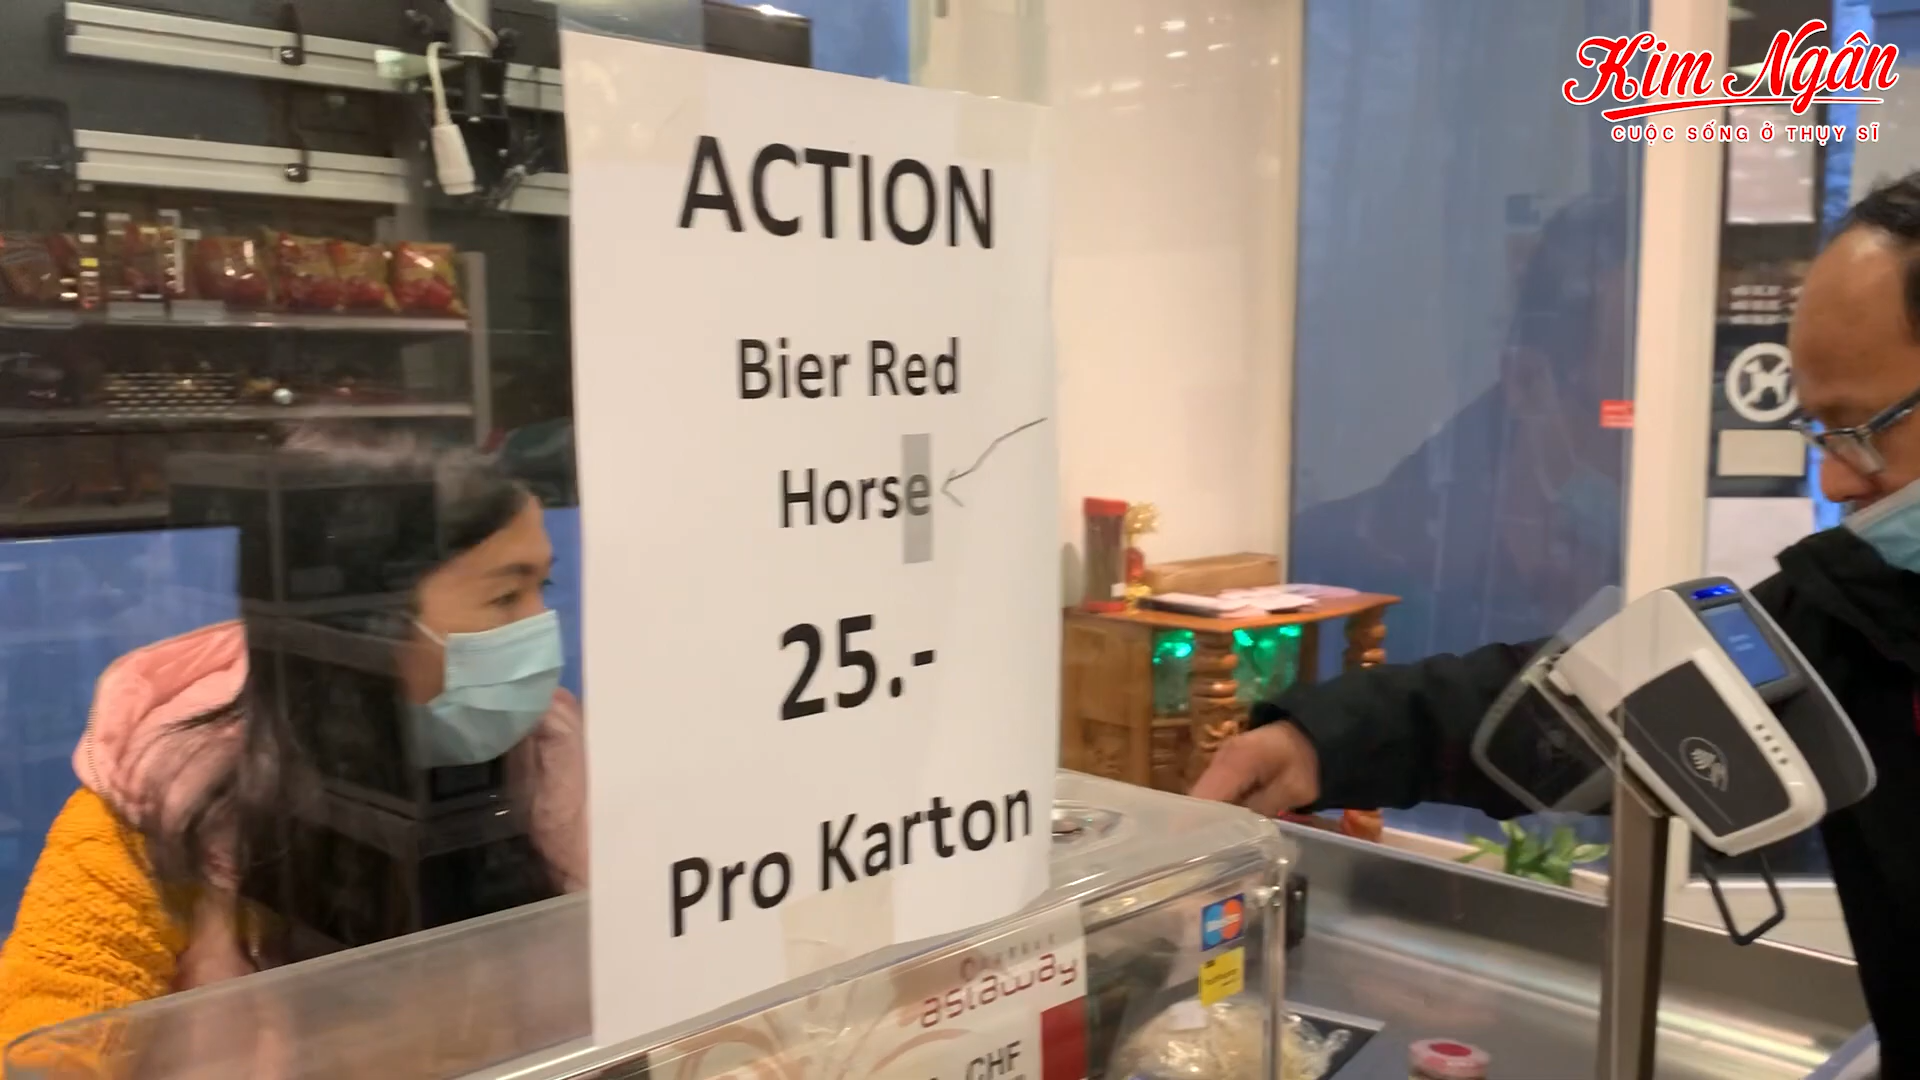 Kim Ngân
CUỘC SỐNG Ở THỤY SĨ
ACTION
Bier Red
Horse
25.-
Pro Karton
asiaway
CHF